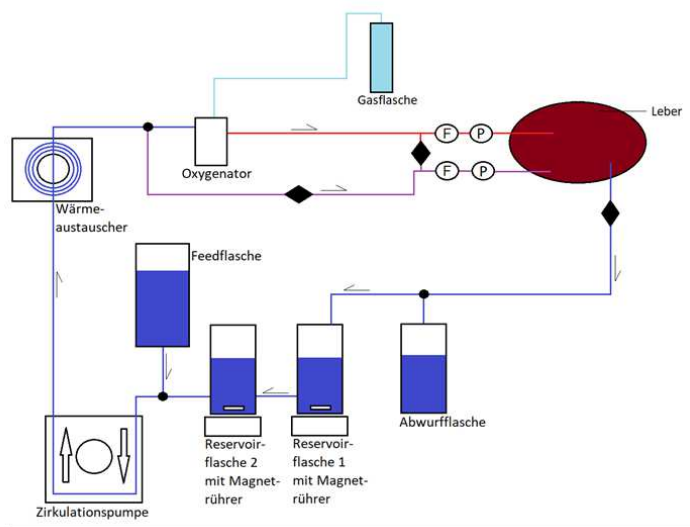 Gasflasche
Leber
F
P
Oxygenator
F
P
Wärme-
austauscher
Feedflasche
Abwurfflasche
Reservoir-
flasche 2
mit Magnet-
rührer
Reservoir-
flasche 1
mit Magnet-
rührer
Zirkulationspumpe